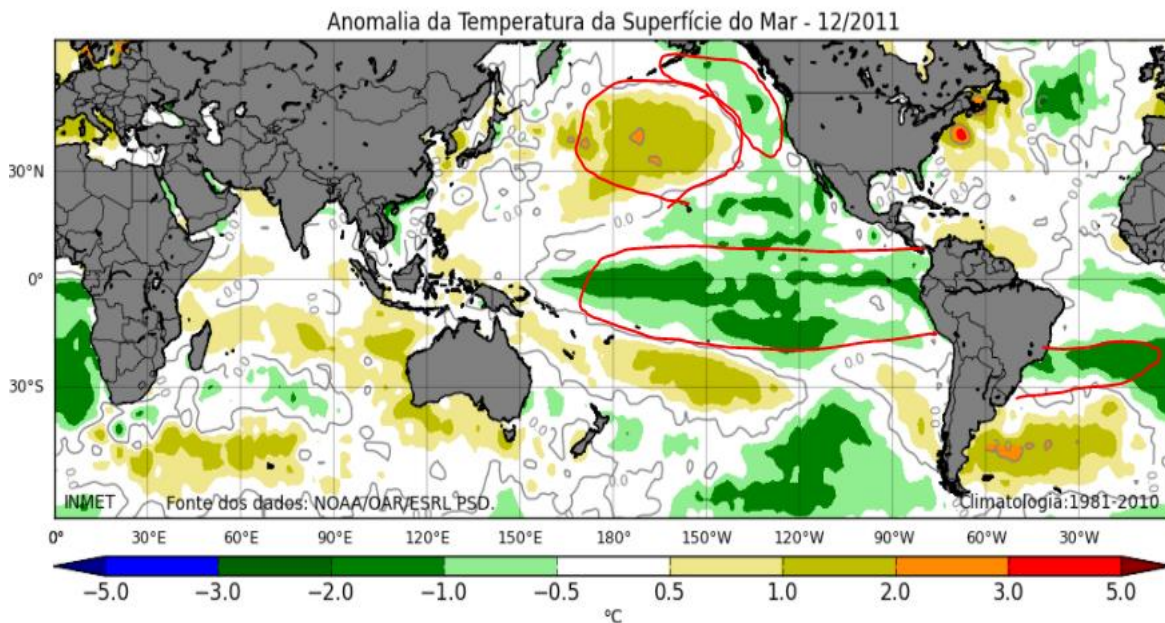 Anomalia da Temperatura da Superfície do Mar - 12/2011
30°N
0°
30°S
0.0
INMET
Fonte dos dados: NOAA/OAR/ESRL PSD.
Climatologia:1981-2010
0° 30°E 60°E 90°E 120°E 150°E 180° 150°W 120°W 90°W 60°W 30°W
−5.0 −3.0 −2.0 −1.0 −0.5 0.5 1.0 2.0 3.0 5.0
°C